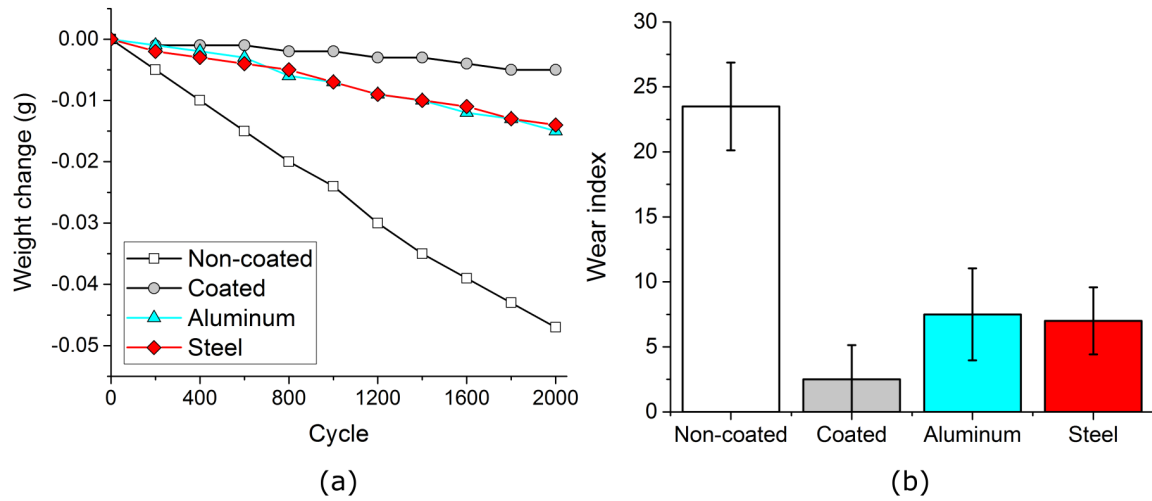 Weight change (g)
0.00
-0.01
-0.02
-0.03
-0.04
-0.05
Non-coated
Coated
Aluminum
Steel
0 400 800 1200 1600 2000
Cycle
(a)
Wear index
30
25
20
15
10
5
0
Non-coated Coated Aluminum Steel
(b)